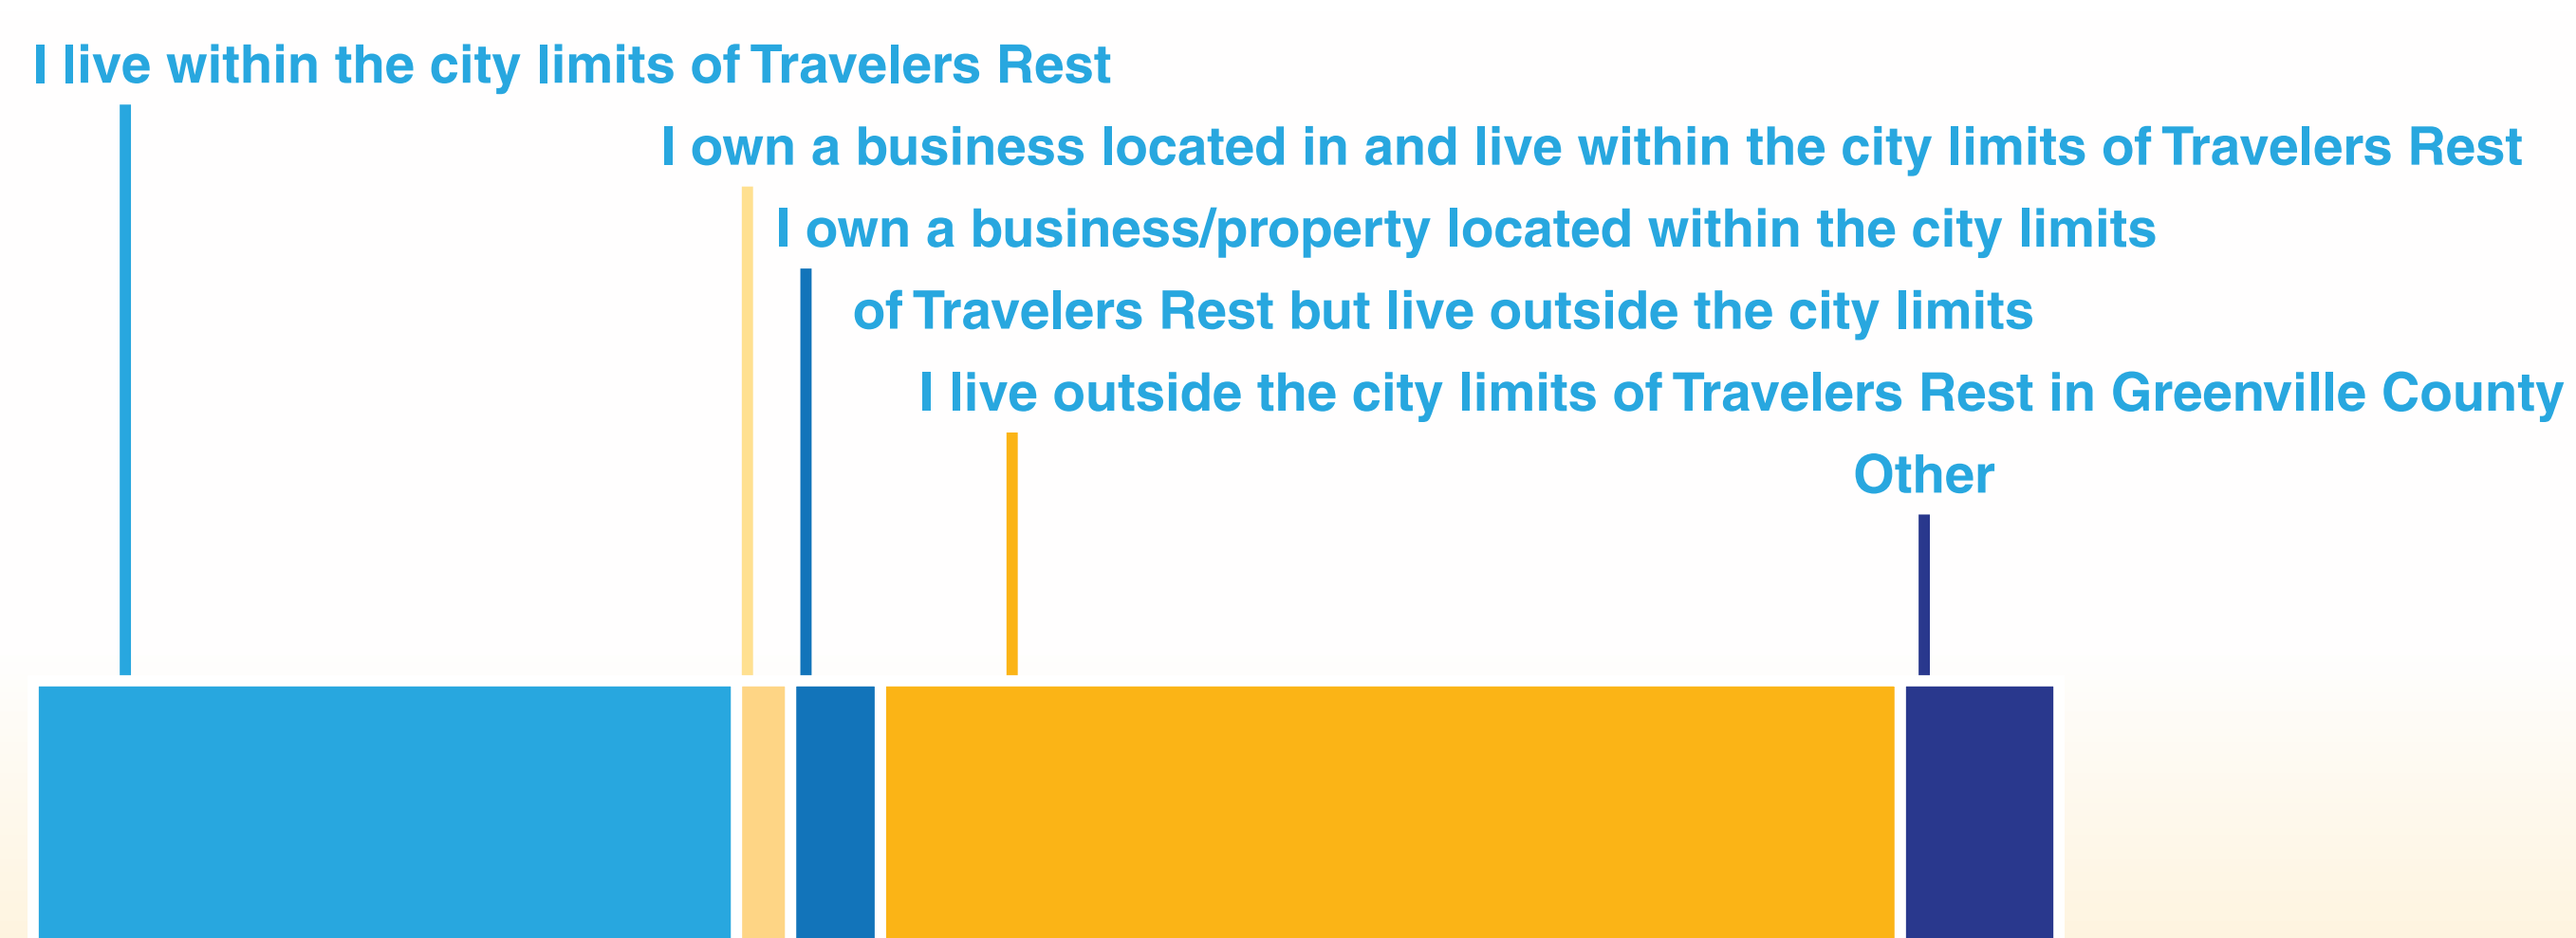 I live within the city limits of Travelers Rest
I own a business located in and live within the city limits of Travelers Rest
I own a business/property located within the city limits
of Travelers Rest but live outside the city limits
I live outside the city limits of Travelers Rest in Greenville County
Other